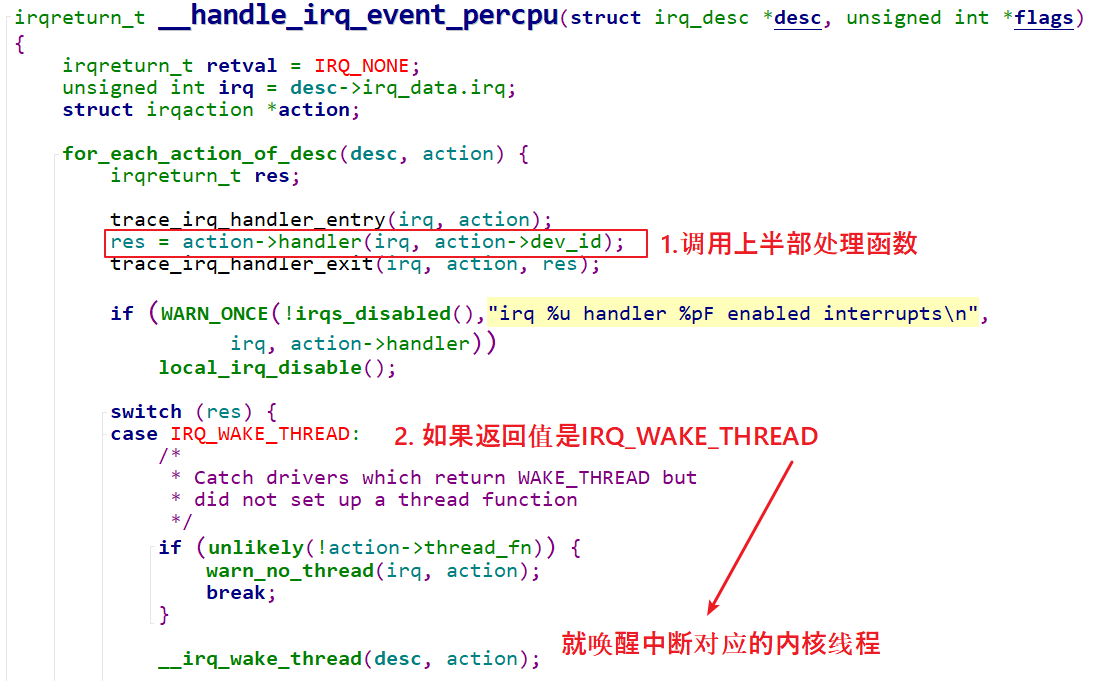 irqreturn_t __handle_irq_event_percpu(struct irq_desc *desc, unsigned int *flags)
{
    irqreturn_t retval = IRQ_NONE;
    unsigned int irq = desc->irq_data.irq;
    struct irqaction *action;
    for_each_action_of_desc(desc, action) {
        irqreturn_t res;
        trace_irq_handler_entry(irq, action);
        res = action->handler(irq, action->dev_id); 1.调用上半部处理函数
        trace_irq_handler_exit(irq, action, res);
        if (WARN_ONCE(!irqs_disabled(),"irq %u handler %pF enabled interrupts\n",
                  irq, action->handler))
            local_irq_disable();
        switch (res) {
        case IRQ_WAKE_THREAD: 2. 如果返回值是IRQ_WAKE_THREAD
            /*
             * Catch drivers which return WAKE_THREAD but
             * did not set up a thread function
             */
            if (unlikely(!action->thread_fn)) {
                warn_no_thread(irq, action);
                break;
            }
            __irq_wake_thread(desc, action); 就唤醒中断对应的内核线程